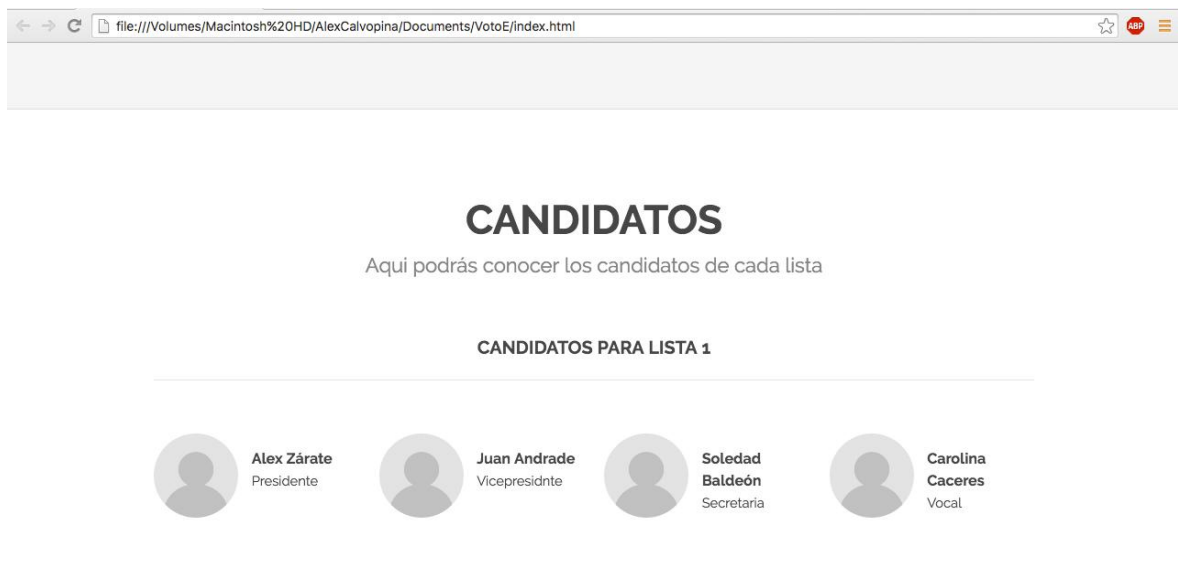 file:///Volumes/Macintosh%20HD/AlexCalvopina/Documents/VotoE/index.html
ABP
CANDIDATOS
Aqui podrás conocer los candidatos de cada lista
CANDIDATOS PARA LISTA 1
Alex Zárate
Presidente
Juan Andrade
Vicepresidnte
Soledad
Baldeón
Secretaria
Carolina
Caceres
Vocal